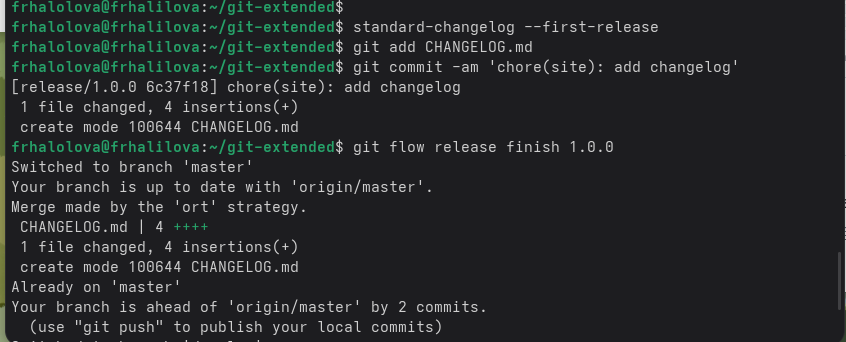 frhalolova@frhalilova:~/git-extended$
frhalolova@frhalilova:~/git-extended$ standard-changelog --first-release
frhalolova@frhalilova:~/git-extended$ git add CHANGELOG.md
frhalolova@frhalilova:~/git-extended$ git commit -am 'chore(site): add changelog'
[release/1.0.0 6c37f18] chore(site): add changelog
 1 file changed, 4 insertions(+)
 create mode 100644 CHANGELOG.md
frhalolova@frhalilova:~/git-extended$ git flow release finish 1.0.0
Switched to branch 'master'
Your branch is up to date with 'origin/master'.
Merge made by the 'ort' strategy.
 CHANGELOG.md | 4 ++++
 1 file changed, 4 insertions(+)
 create mode 100644 CHANGELOG.md
Already on 'master'
Your branch is ahead of 'origin/master' by 2 commits.
  (use "git push" to publish your local commits)